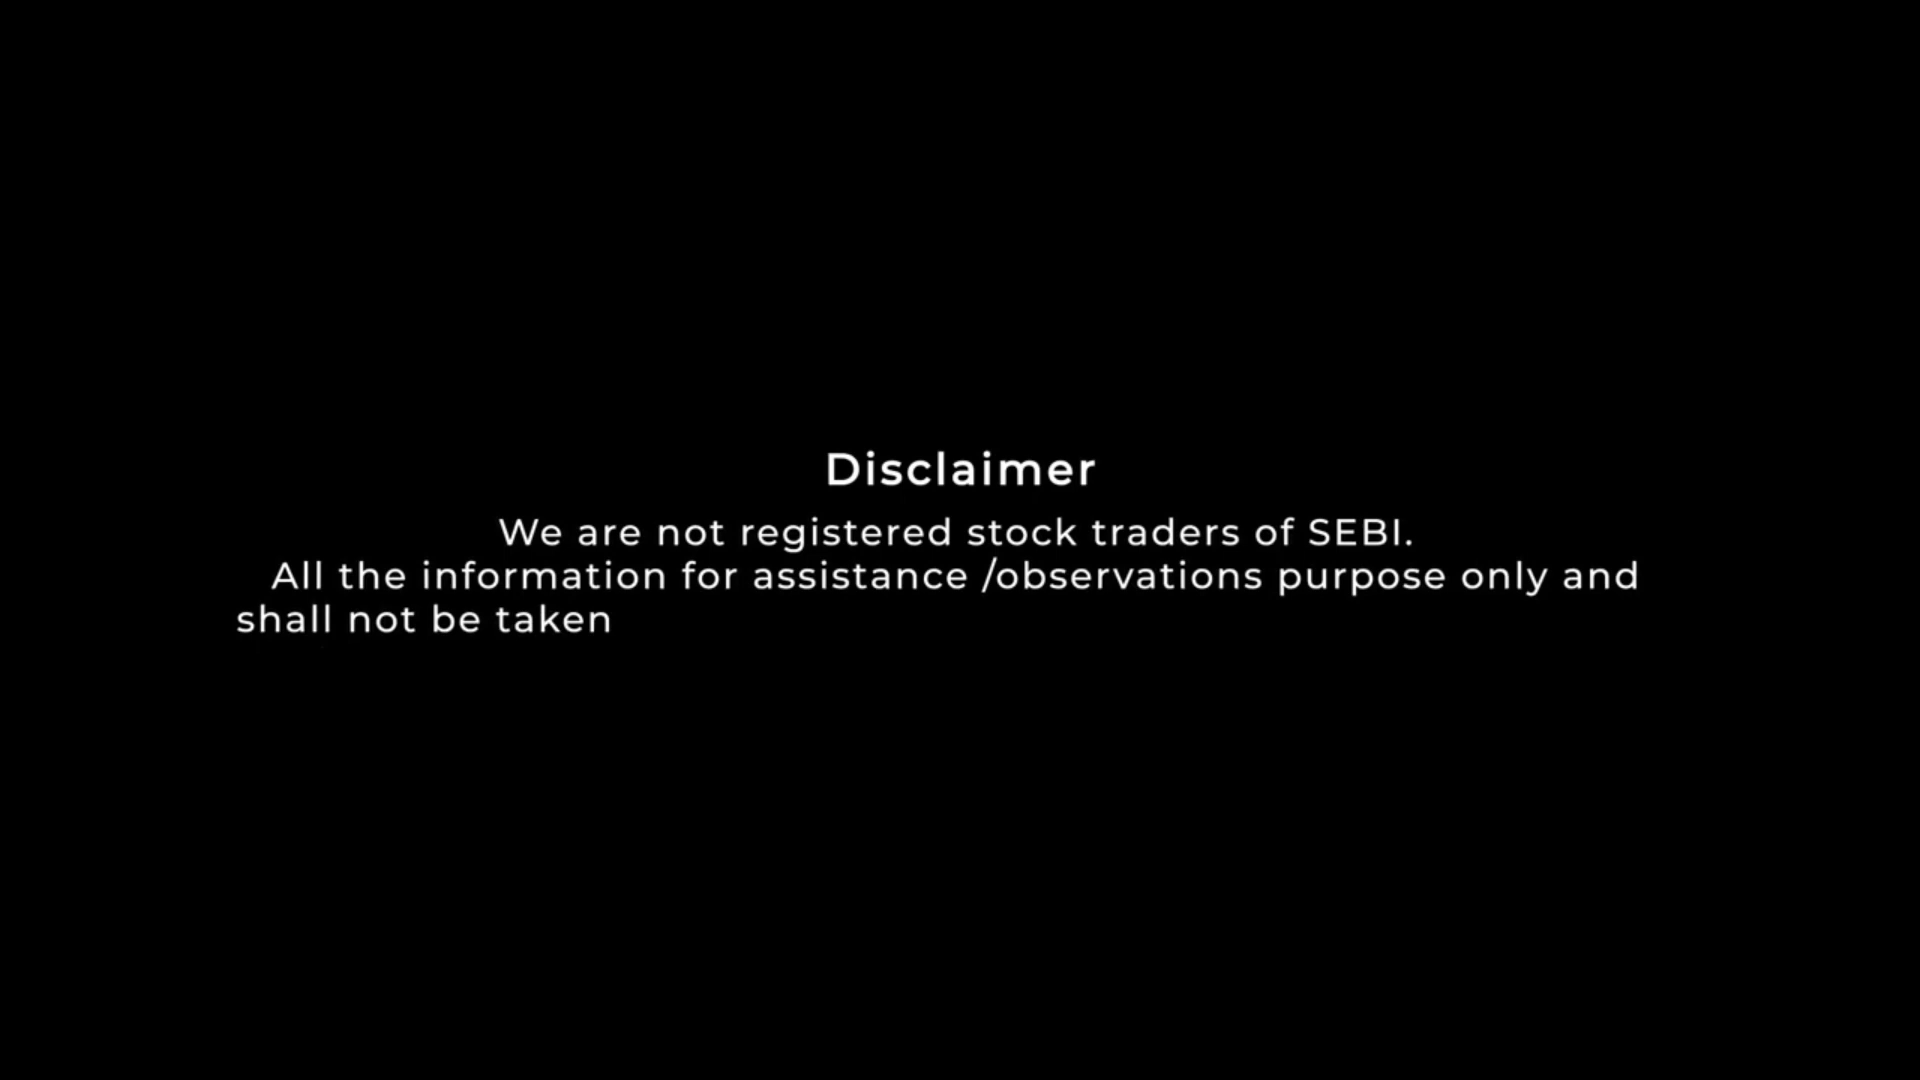 Disclaimer
We are not registered stock traders of SEBI.
All the information for assistance /observations purpose only and
shall not be taken